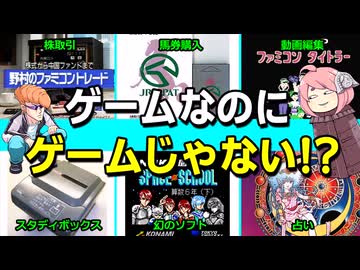 株取引
株式から中国ファンドまで
野村のファミコントレード
馬券購入
JRA-PAT
動画編集
ファミコン タイトラー
ゲームなのに
ゲームじゃない!?
スタディボックス
SPACE SCHOOL
算数6年(下)
KONAMI
TOKYO
幻のソフト
占い